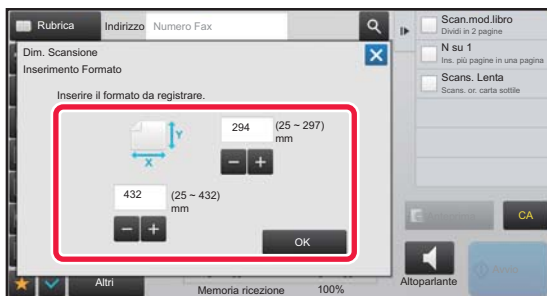 Rubrica
Indirizzo
Numero Fax
Scan.mod.libro
Dividi in 2 pagine
N su 1
Ins. più pagine in una pagina
Scans. Lenta
Scans. or. carta sottile
Dim. Scansione
Inserimento Formato
Inserire il formato da registrare.
294
(25 ~ 297)
mm
Y
X
432
(25 ~ 432)
mm
OK
CA
Altri
Memoria ricezione
100%
Altoparlante